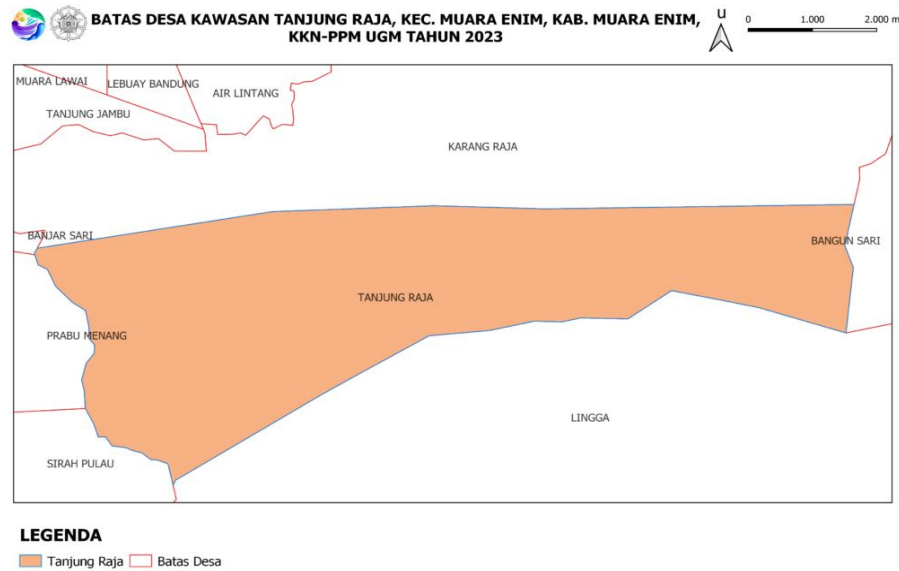 BATAS DESA KAWASAN TANJUNG RAJA, KEC. MUARA ENIM, KAB. MUARA ENIM,
KKN-PPM UGM TAHUN 2023
U
0 1.000 2.000 m
MUARA LAWAI
LEBUAY BANDUNG
AIR LINTANG
TANJUNG JAMBU
KARANG RAJA
BANJAR SARI
BANGUN SARI
TANJUNG RAJA
PRABU MENANG
LINGGA
SIRAH PULAU
LEGENDA
Tanjung Raja Batas Desa